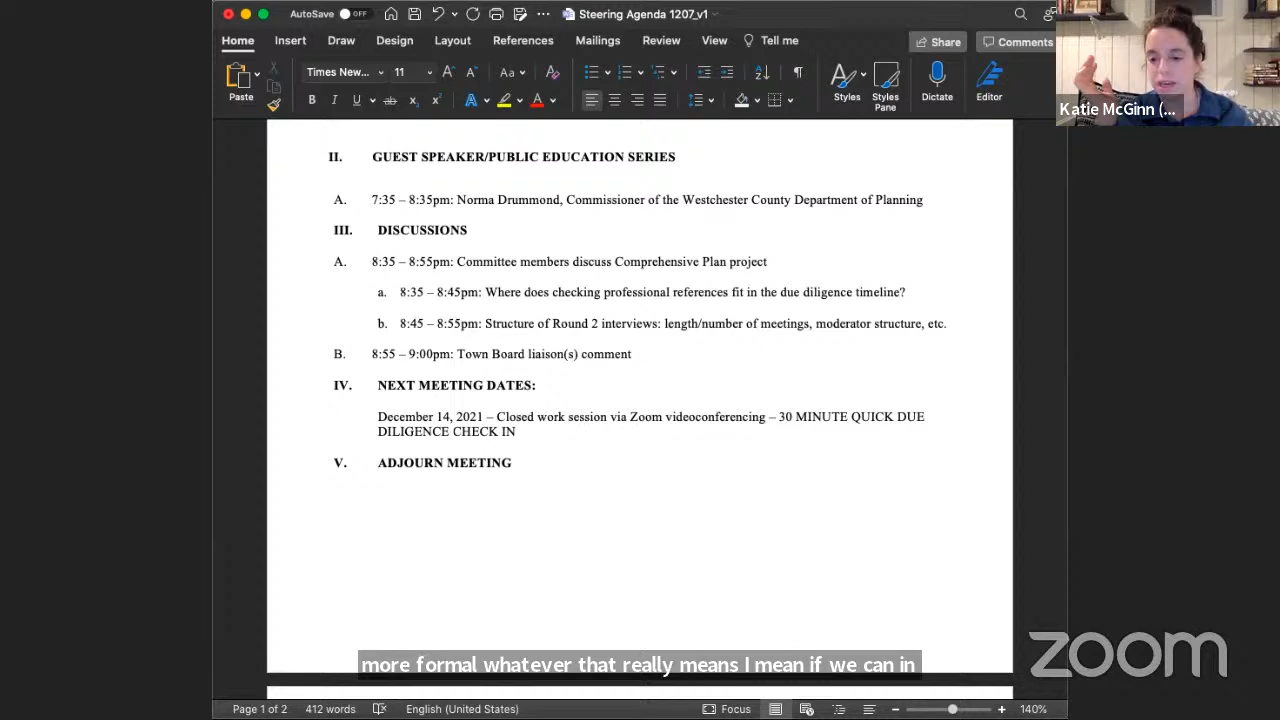 AutoSave OFF ... Steering Agenda 1207_v1
Home Insert Draw Design Layout References Mailings Review View Tell me Share Comments
Times New... 11
Paste
Styles
Styles Pane
Dictate
Editor
Katie McGinn (...
II. GUEST SPEAKER/PUBLIC EDUCATION SERIES
A. 7:35 – 8:35pm: Norma Drummond, Commissioner of the Westchester County Department of Planning
III. DISCUSSIONS
A. 8:35 – 8:55pm: Committee members discuss Comprehensive Plan project
a. 8:35 – 8:45pm: Where does checking professional references fit in the due diligence timeline?
b. 8:45 – 8:55pm: Structure of Round 2 interviews: length/number of meetings, moderator structure, etc.
B. 8:55 – 9:00pm: Town Board liaison(s) comment
IV. NEXT MEETING DATES:
December 14, 2021 – Closed work session via Zoom videoconferencing – 30 MINUTE QUICK DUE
DILIGENCE CHECK IN
V. ADJOURN MEETING
more formal whatever that really means I mean if we can in
zoom
Page 1 of 2 412 words English (United States) Focus 140%